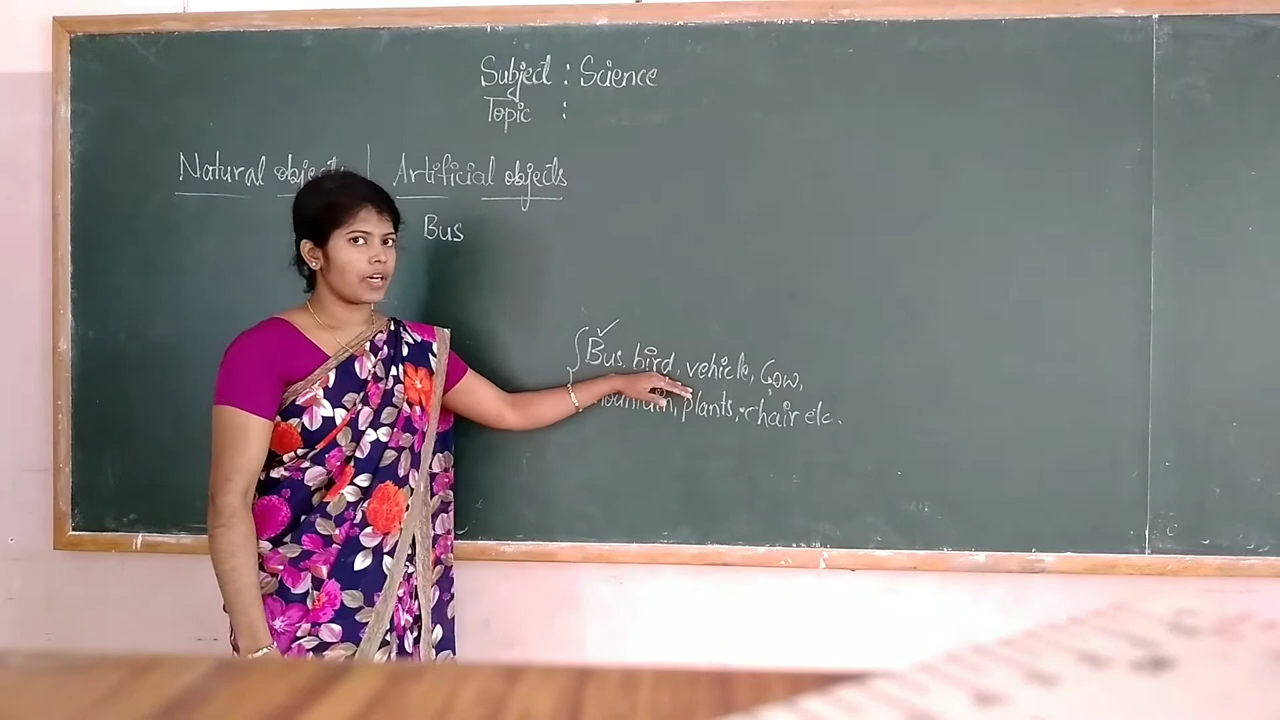 Subject : Science
Topic :
Natural objects | Artificial objects
Bus
Bus, bird, vehicle, Cow,
mountain, plants, chair etc.